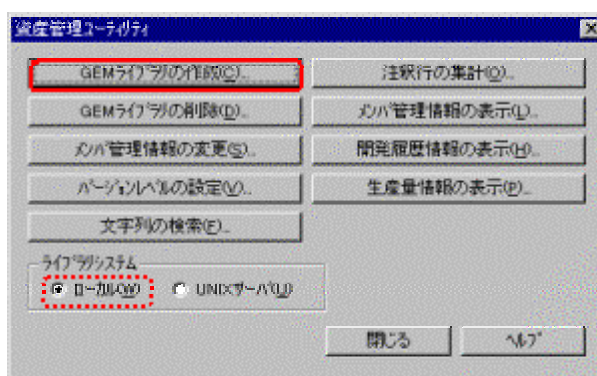 資産管理ユーティリティ
GEMライブラリの作成(C)...
注釈行の集計(O)...
GEMライブラリの削除(D)...
メンバ管理情報の表示(L)...
メンバ管理情報の変更(S)...
開発履歴情報の表示(H)...
バージョンレベルの設定(V)...
生産量情報の表示(P)...
文字列の検索(F)...
ライブラリシステム
ローカル(W)
UNIXサーバ(U)
閉じる
ヘルプ